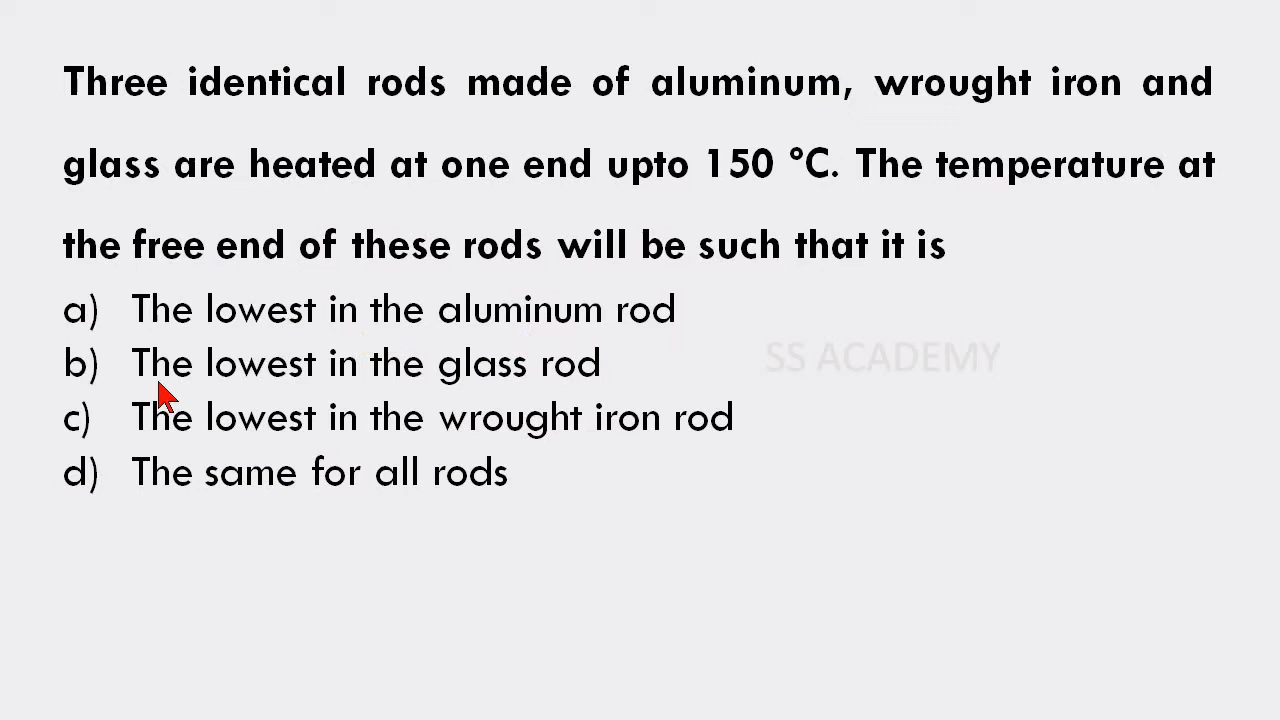 Three identical rods made of aluminum, wrought iron and
glass are heated at one end upto 150 °C. The temperature at
the free end of these rods will be such that it is
a) The lowest in the aluminum rod
b) The lowest in the glass rod
SS ACADEMY
c) The lowest in the wrought iron rod
d) The same for all rods